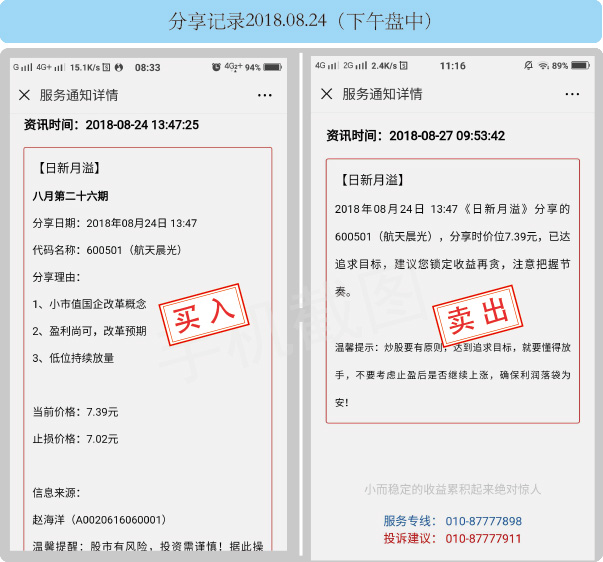 分享记录2018.08.24（下午盘中）
G 4G+ 15.1K/s 08:33 4G2+ 94%
服务通知详情
资讯时间：2018-08-24 13:47:25
【日新月溢】
八月第二十六期
分享日期：2018年08月24日 13:47
代码名称：600501（航天晨光）
分享理由：
1、小市值国企改革概念
2、盈利尚可，改革预期
3、低位持续放量
买入
当前价格：7.39元
止损价格：7.02元
信息来源：
赵海洋（A0020616060001）
温馨提醒：股市有风险，投资需谨慎！据此操
4G 2G 2.4K/s 11:16 89%
服务通知详情
资讯时间：2018-08-27 09:53:42
【日新月溢】
2018年08月24日 13:47《日新月溢》分享的
600501（航天晨光），分享时价位7.39元，已达
追求目标，建议您锁定收益再贪，注意把握节
奏。
卖出
温馨提示：炒股要有原则，达到追求目标，就要懂得放
手，不要考虑止盈后是否继续上涨，确保利润落袋为
安！
小而稳定的收益累积起来绝对惊人
服务专线： 010-87777898
投诉建议： 010-87777911
手机截图